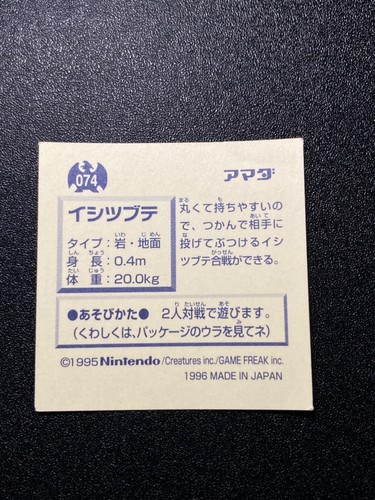 074
アマダ
イシツブテ
タイプ：岩・地面
身長：0.4m
体重：20.0kg
丸くて持ちやすいの
で、つかんで相手に
投げてぶつけるイシ
ツブテ合戦ができる。
●あそびかた● 2人対戦で遊びます。
（くわしくは、パッケージのウラを見てネ）
©1995 Nintendo/Creatures inc./GAME FREAK inc.
1996 MADE IN JAPAN